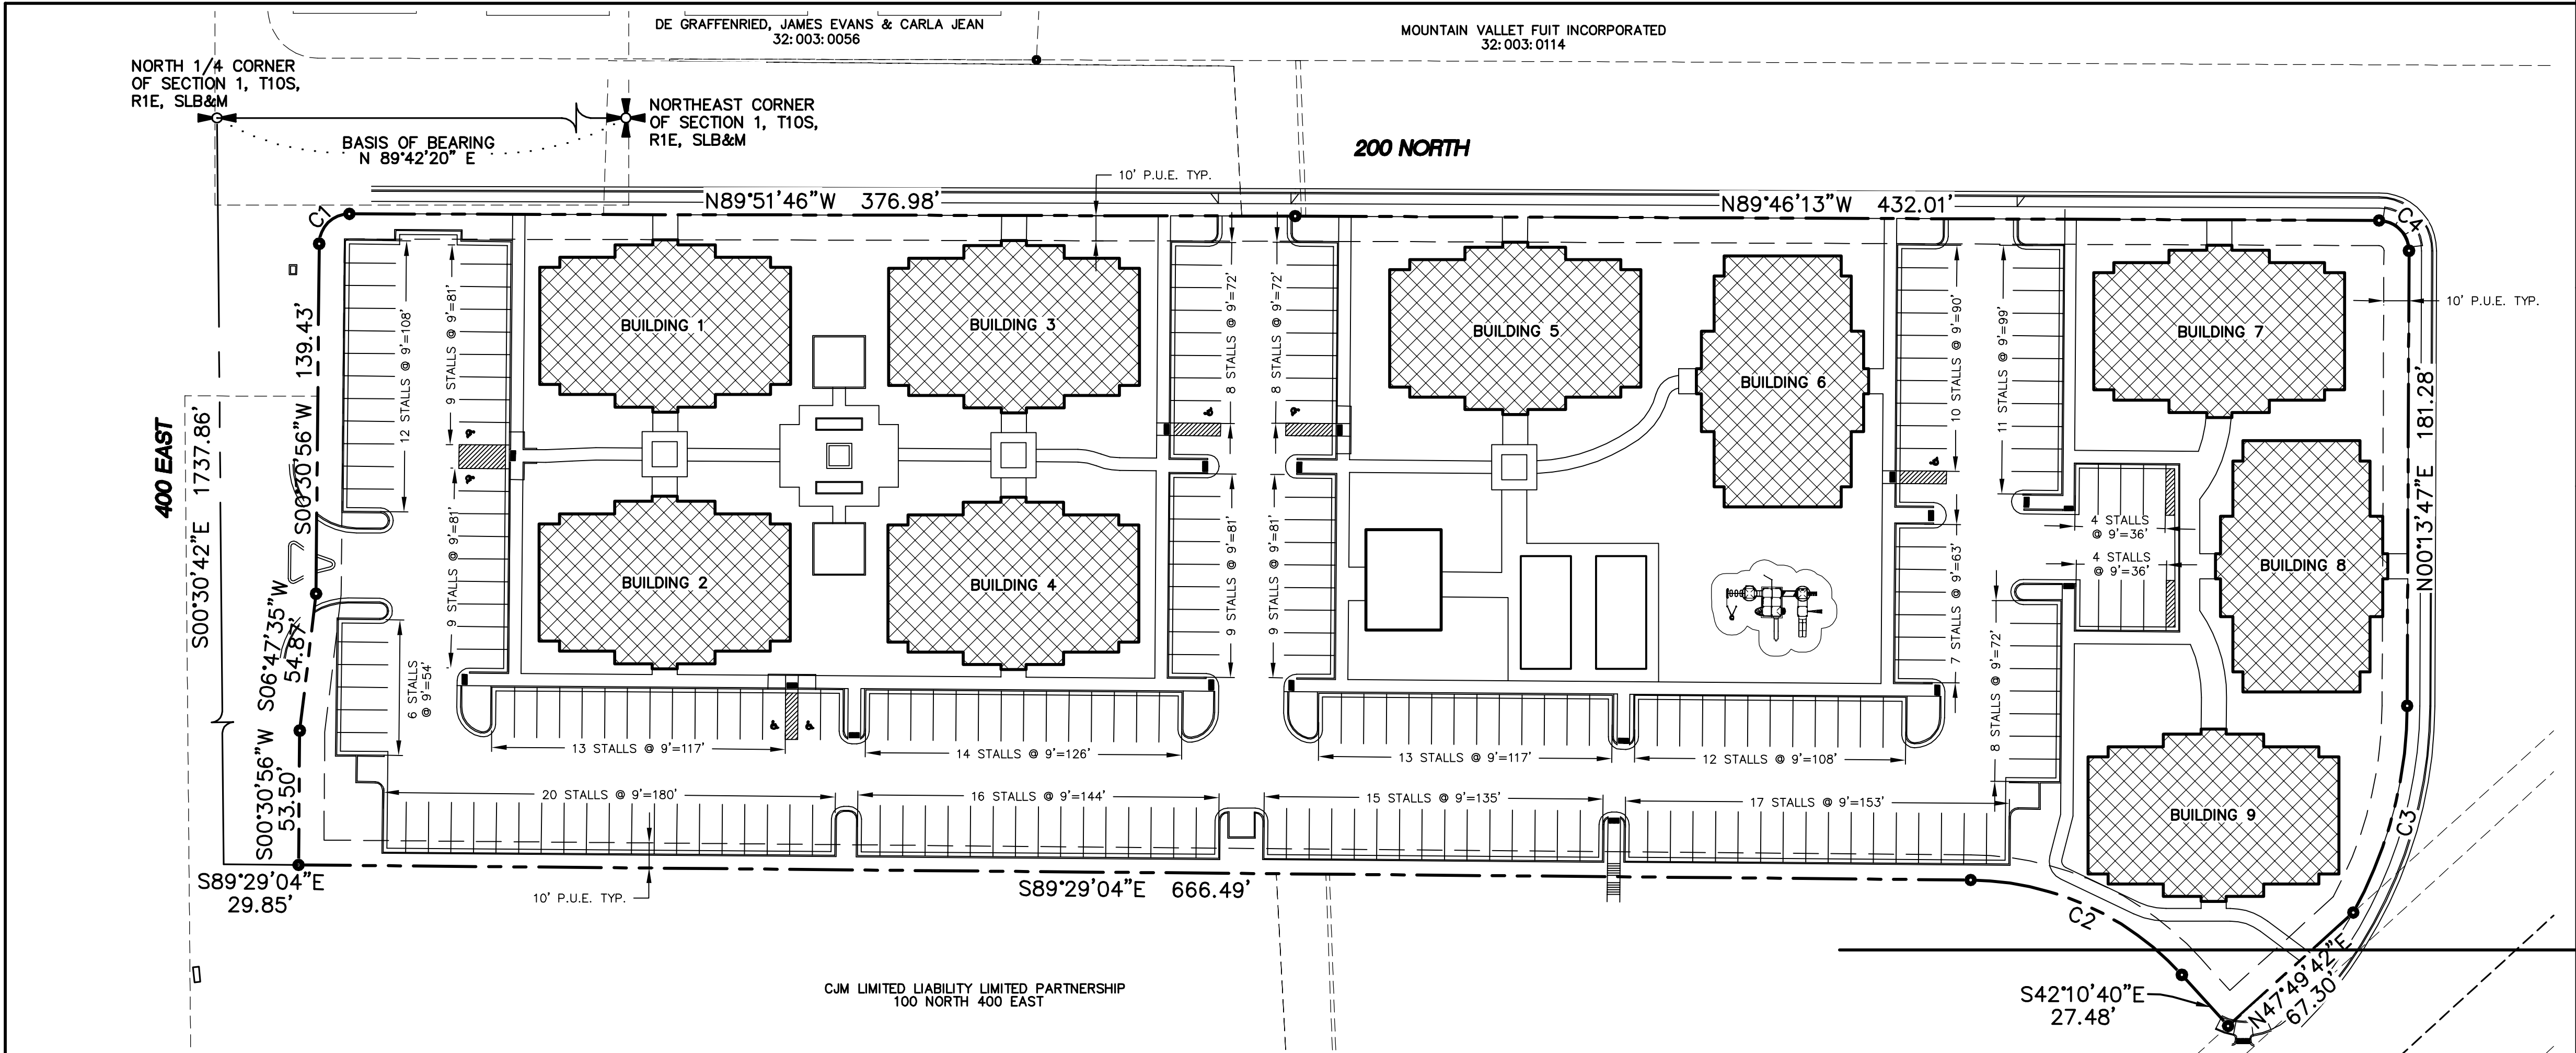 DE GRAFFENRIED, JAMES EVANS & CARLA JEAN
32:003:0056
MOUNTAIN VALLET FUIT INCORPORATED
32:003:0114
NORTH 1/4 CORNER
OF SECTION 1, T10S,
R1E, SLB&M
NORTHEAST CORNER
OF SECTION 1, T10S,
R1E, SLB&M
BASIS OF BEARING
N 89°42'20" E
200 NORTH
10' P.U.E. TYP.
N89°51'46"W 376.98'
N89°46'13"W 432.01'
C1
C4
400 EAST
S00°30'42"E 1737.86'
S00°30'56"W 139.43'
12 STALLS @ 9'=108'
9 STALLS @ 9'=81'
BUILDING 1
BUILDING 3
8 STALLS @ 9'=72'
8 STALLS @ 9'=72'
BUILDING 5
BUILDING 6
10 STALLS @ 9'=90'
11 STALLS @ 9'=99'
BUILDING 7
10' P.U.E. TYP.
N00°13'47"E 181.28'
S06°47'35"W
54.87'
6 STALLS
@ 9'=54'
9 STALLS @ 9'=81'
BUILDING 2
BUILDING 4
9 STALLS @ 9'=81'
9 STALLS @ 9'=81'
7 STALLS @ 9'=63'
8 STALLS @ 9'=72'
4 STALLS
@ 9'=36'
4 STALLS
@ 9'=36'
BUILDING 8
S00°30'56"W
53.50'
13 STALLS @ 9'=117'
14 STALLS @ 9'=126'
13 STALLS @ 9'=117'
12 STALLS @ 9'=108'
20 STALLS @ 9'=180'
16 STALLS @ 9'=144'
15 STALLS @ 9'=135'
17 STALLS @ 9'=153'
BUILDING 9
C3
S89°29'04"E
29.85'
10' P.U.E. TYP.
S89°29'04"E 666.49'
C2
CJM LIMITED LIABILITY LIMITED PARTNERSHIP
100 NORTH 400 EAST
S42°10'40"E
27.48'
N47°49'42"E
67.30'